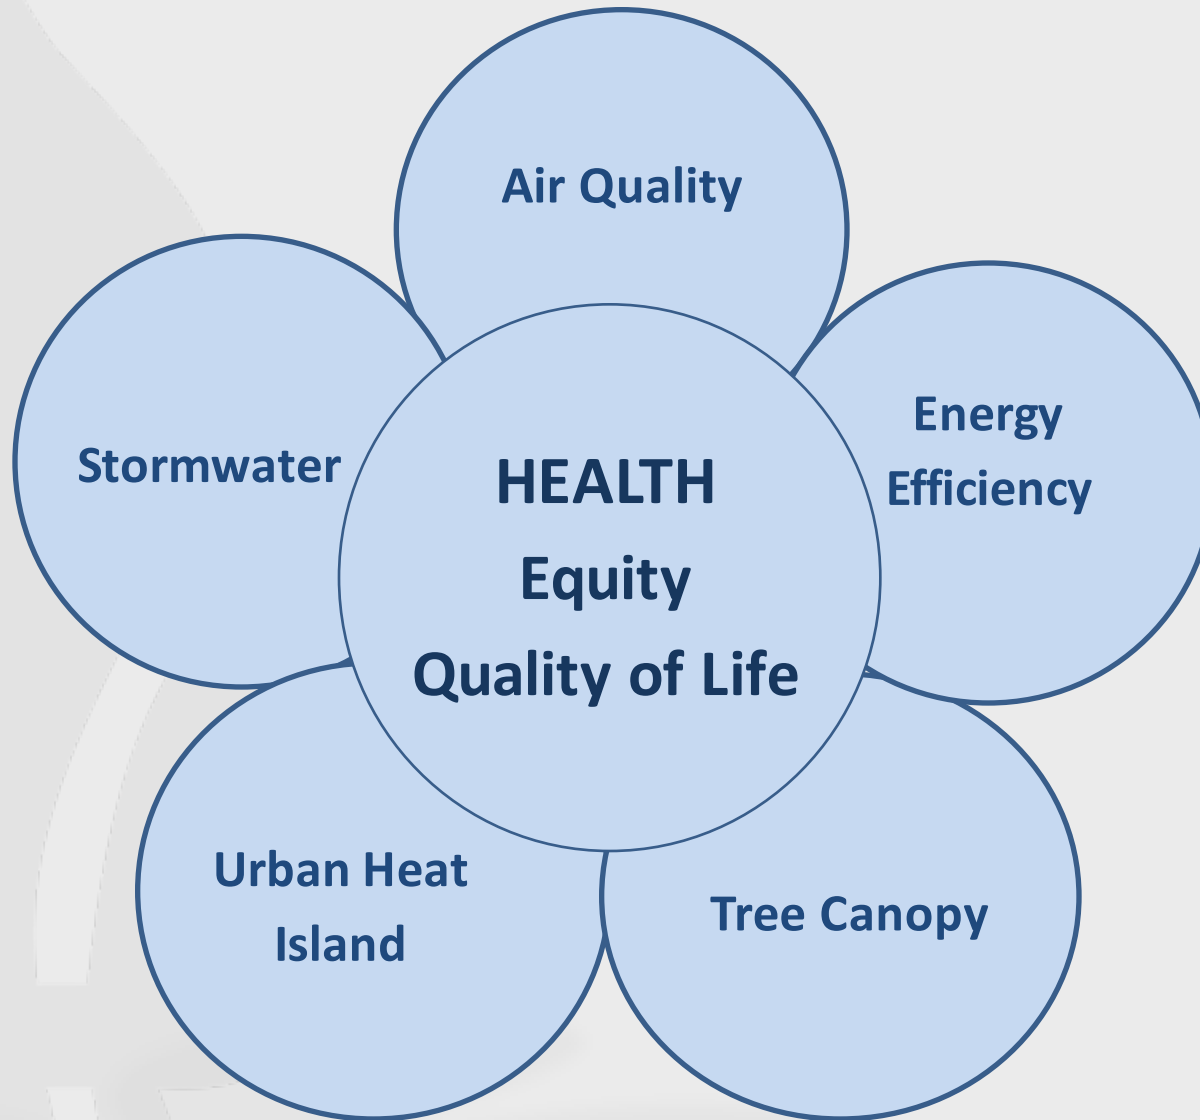 Air Quality
Energy
Efficiency
Stormwater
HEALTH
Equity
Quality of Life
Urban Heat
Island
Tree Canopy